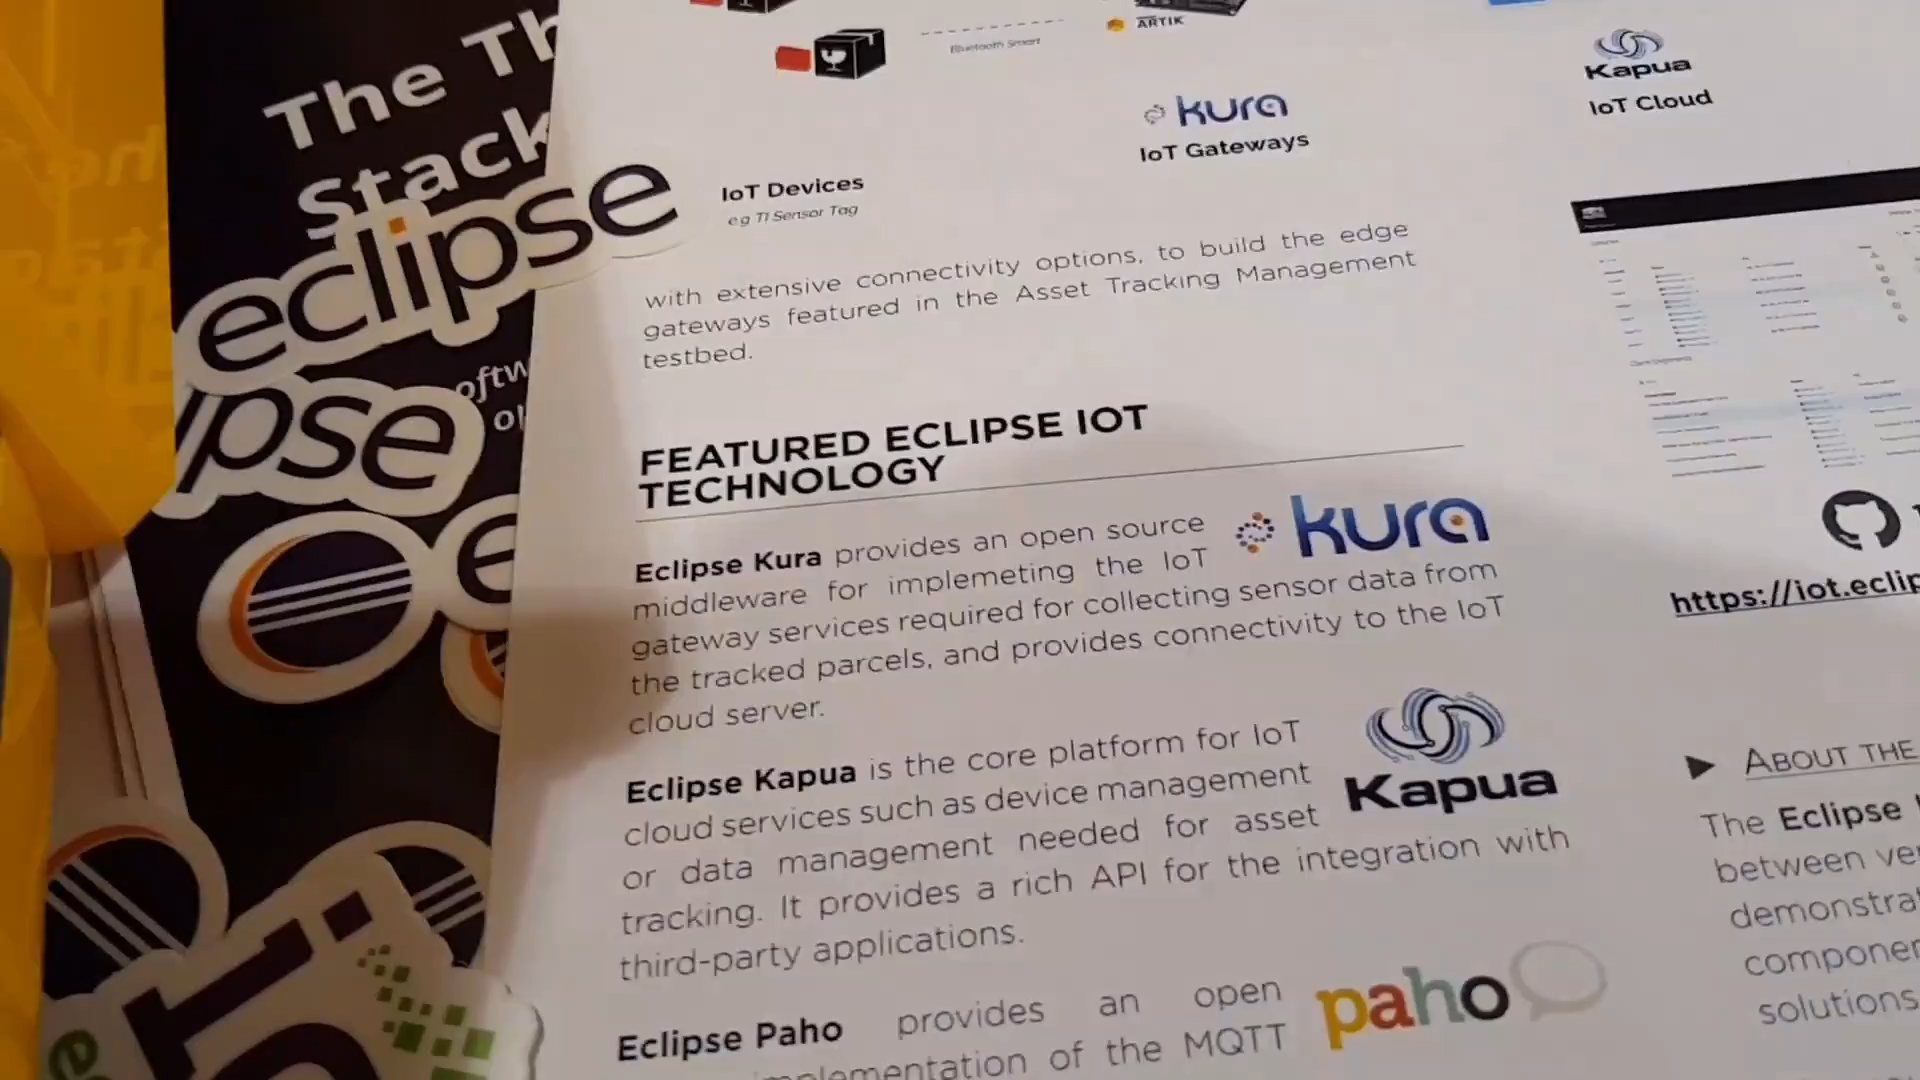 The Th
Stack
eclipse
ipse
oftw
e
ARTIK
Bluetooth Smart
Kapua
IoT Cloud
kura
IoT Gateways
IoT Devices
e.g TI Sensor Tag
with extensive connectivity options, to build the edge
gateways featured in the Asset Tracking Management
testbed.
FEATURED ECLIPSE IOT
TECHNOLOGY
Eclipse Kura provides an open source
kura
middleware for implemeting the IoT
gateway services required for collecting sensor data from
the tracked parcels, and provides connectivity to the IoT
cloud server.
Eclipse Kapua is the core platform for IoT
cloud services such as device management
Kapua
or data management needed for asset
tracking. It provides a rich API for the integration with
third-party applications.
Eclipse Paho provides an open
paho
implementation of the MQTT
https://iot.eclip
ABOUT THE
The Eclipse
between ve
demonstra
componen
solutions